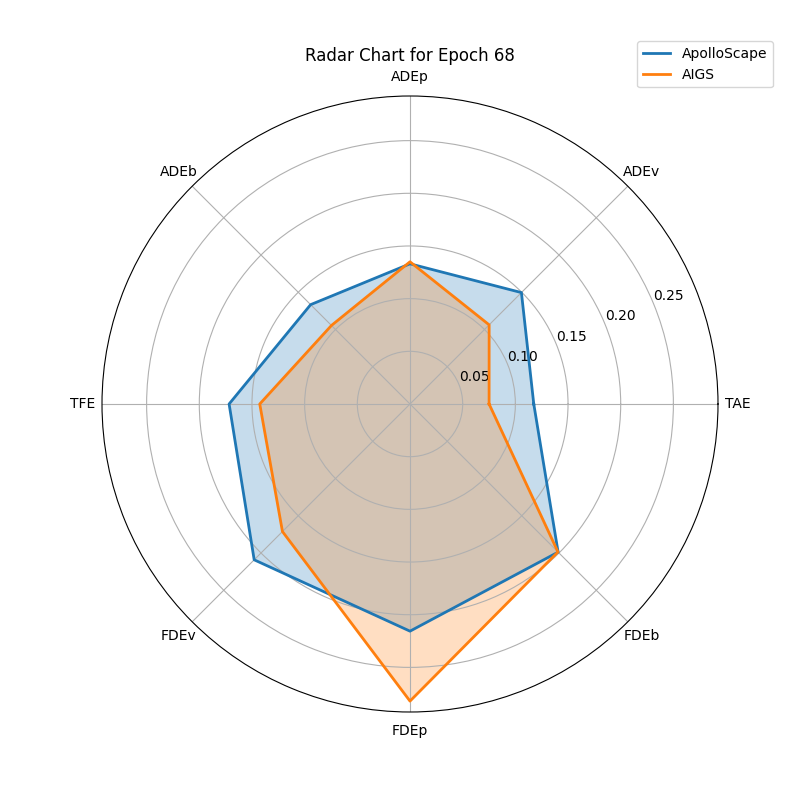 Radar Chart for Epoch 68
ApolloScape
AIGS
ADEp
ADEb
ADEv
0.25
0.20
0.15
0.10
0.05
TFE
TAE
FDEv
FDEb
FDEp